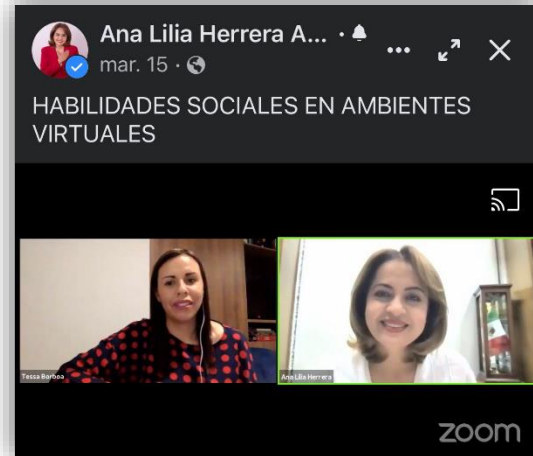 Ana Lilia Herrera A... ·
mar. 15 ·
HABILIDADES SOCIALES EN AMBIENTES
VIRTUALES
Tessa Borboa
Ana Lilia Herrera
zoom